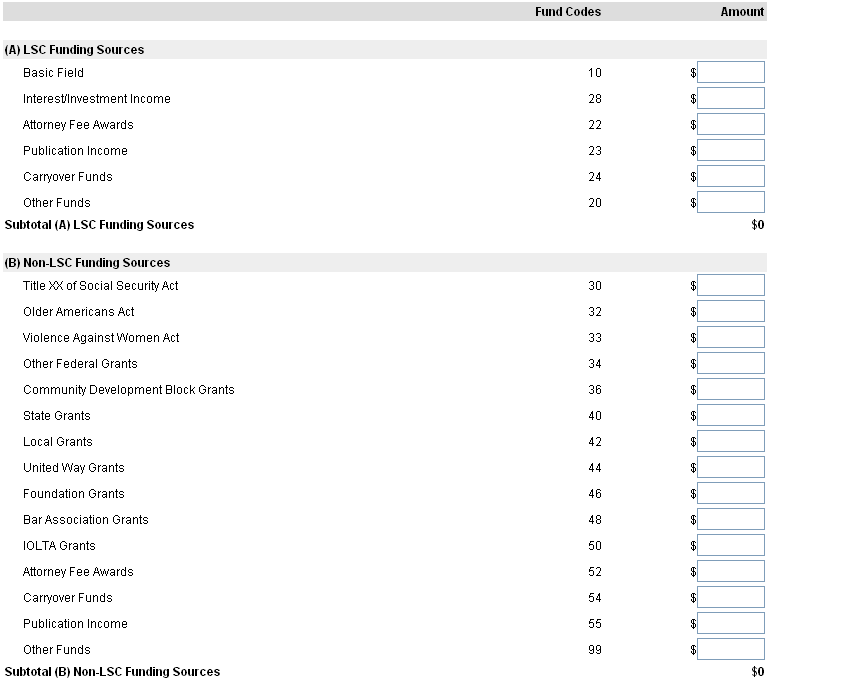 Fund Codes Amount
(A) LSC Funding Sources
Basic Field 10 $
Interest/Investment Income 28 $
Attorney Fee Awards 22 $
Publication Income 23 $
Carryover Funds 24 $
Other Funds 20 $
Subtotal (A) LSC Funding Sources $0
(B) Non-LSC Funding Sources
Title XX of Social Security Act 30 $
Older Americans Act 32 $
Violence Against Women Act 33 $
Other Federal Grants 34 $
Community Development Block Grants 36 $
State Grants 40 $
Local Grants 42 $
United Way Grants 44 $
Foundation Grants 46 $
Bar Association Grants 48 $
IOLTA Grants 50 $
Attorney Fee Awards 52 $
Carryover Funds 54 $
Publication Income 55 $
Other Funds 99 $
Subtotal (B) Non-LSC Funding Sources $0